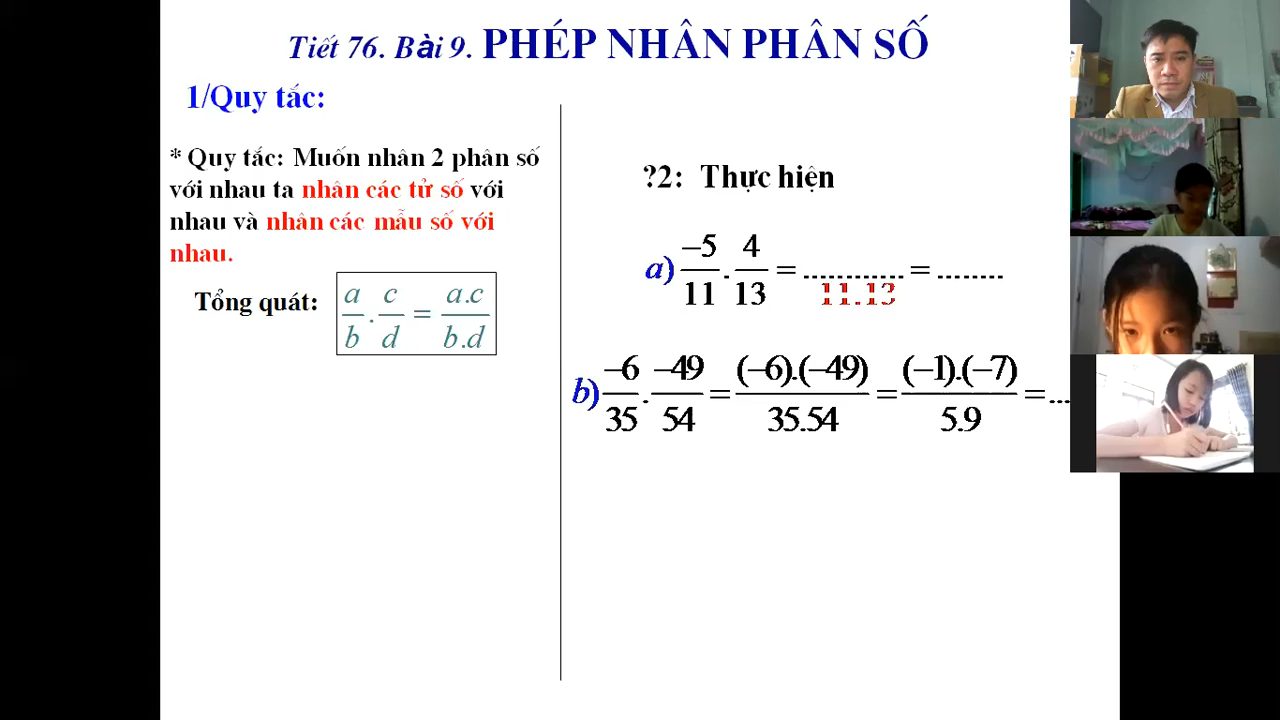 Tiết 76. Bài 9. PHÉP NHÂN PHÂN SỐ
1/Quy tắc:
* Quy tắc: Muốn nhân 2 phân số
với nhau ta nhân các tử số với
nhau và nhân các mẫu số với
nhau.
Tổng quát: a/b . c/d = a.c/b.d
?2: Thực hiện
a) −5/11 . 4/13 = ............/11.13 = ........
b) −6/35 . −49/54 = (−6).(−49)/35.54 = (−1).(−7)/5.9 = ...